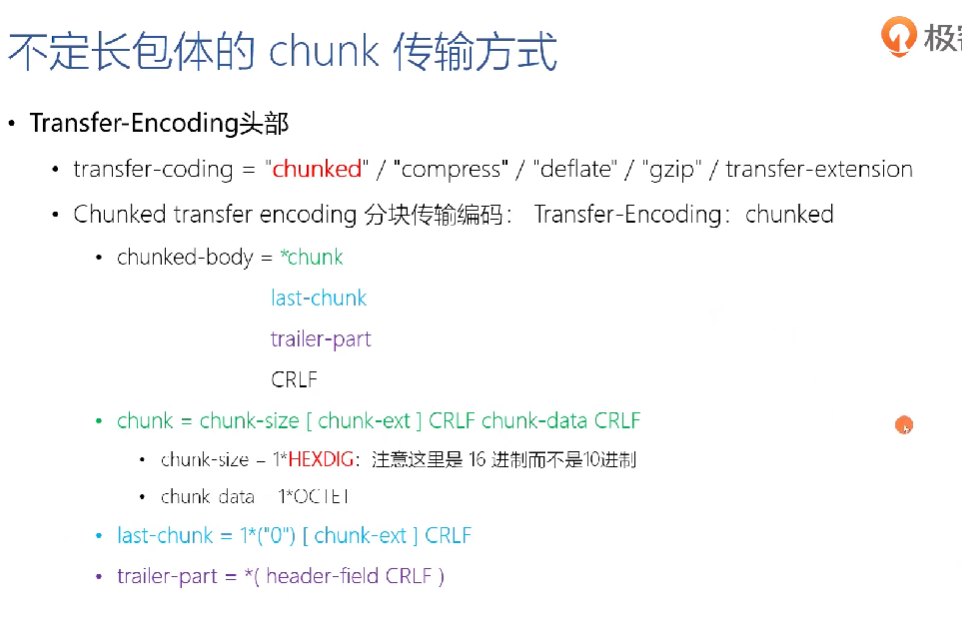 不定长包体的 chunk 传输方式
极客
• Transfer-Encoding头部
• transfer-coding = "chunked" / "compress" / "deflate" / "gzip" / transfer-extension
• Chunked transfer encoding 分块传输编码： Transfer-Encoding：chunked
• chunked-body = *chunk
last-chunk
trailer-part
CRLF
• chunk = chunk-size [ chunk-ext ] CRLF chunk-data CRLF
• chunk-size = 1*HEXDIG：注意这里是 16 进制而不是10进制
• chunk-data = 1*OCTET
• last-chunk = 1*("0") [ chunk-ext ] CRLF
• trailer-part = *( header-field CRLF )